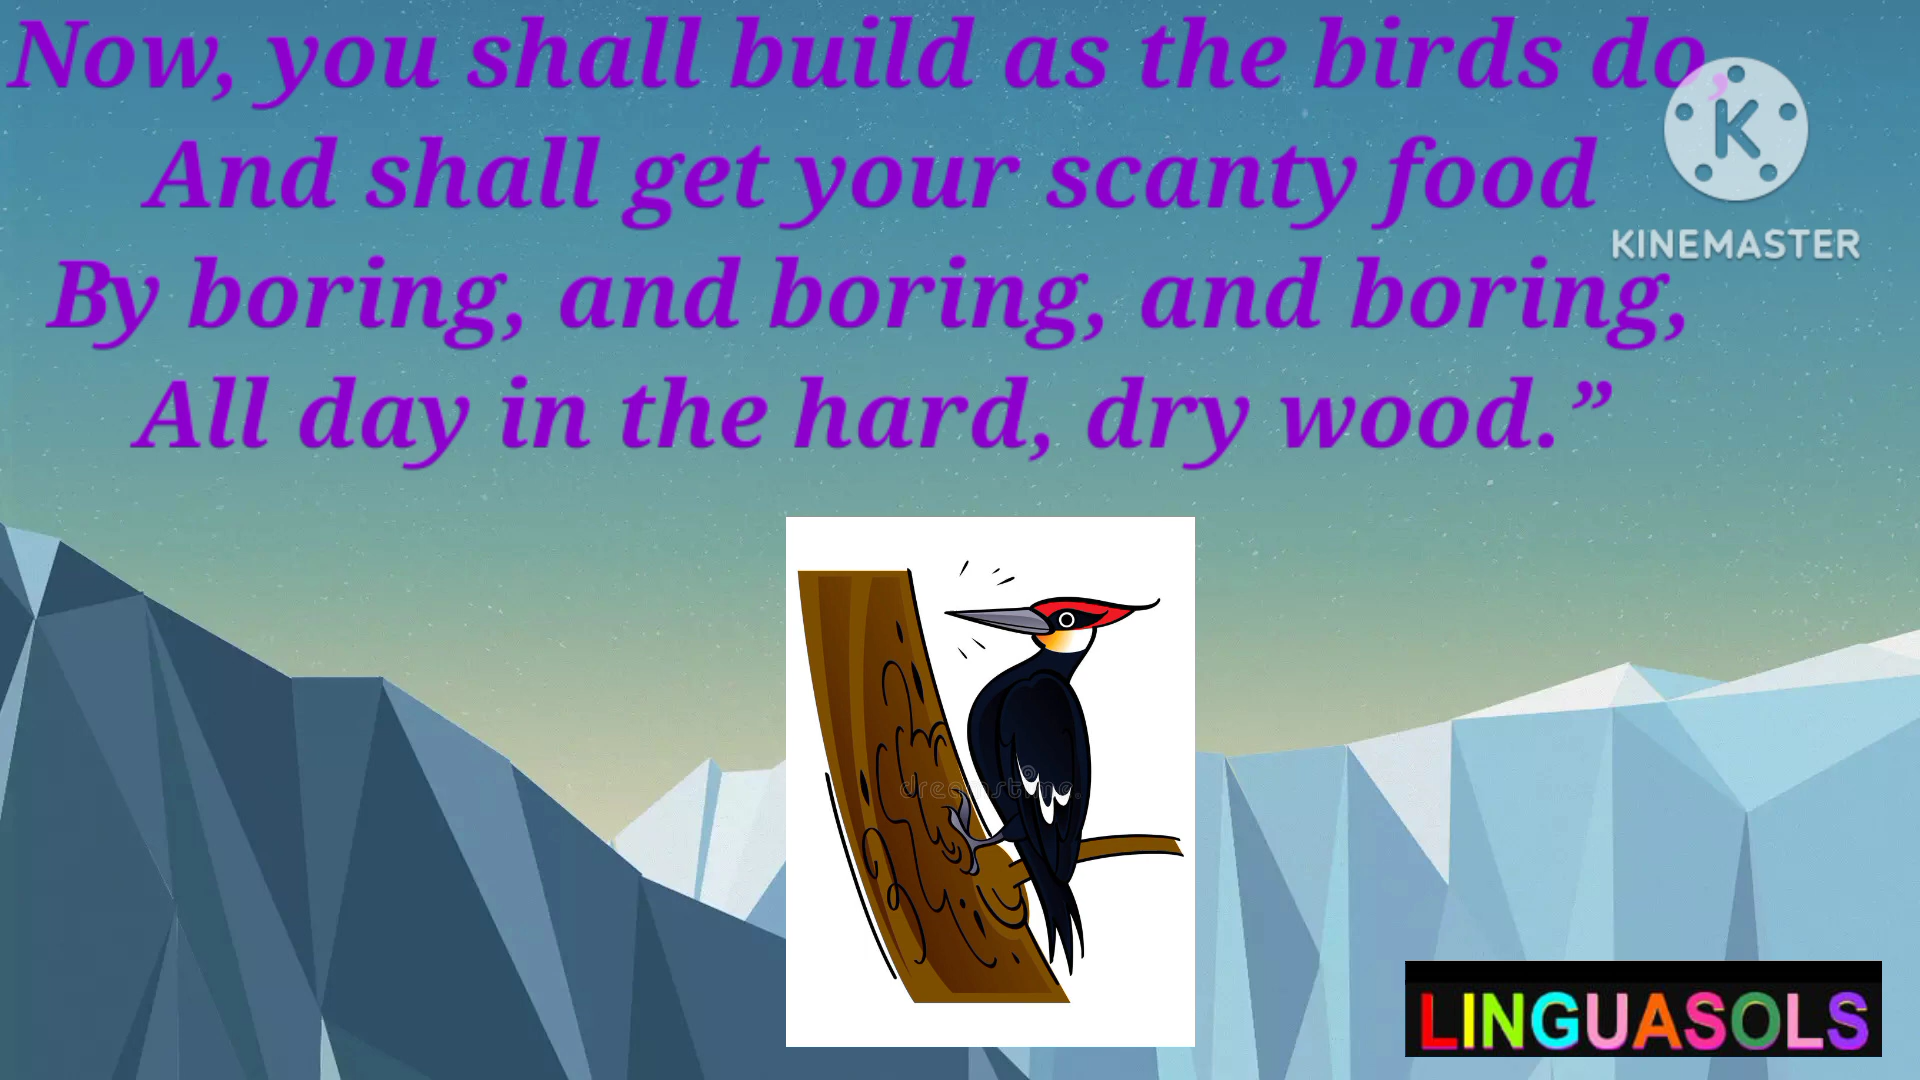 Now, you shall build as the birds do,
And shall get your scanty food
By boring, and boring, and boring,
All day in the hard, dry wood.”
K
KINEMASTER
dreamstime.
LINGUASOLS